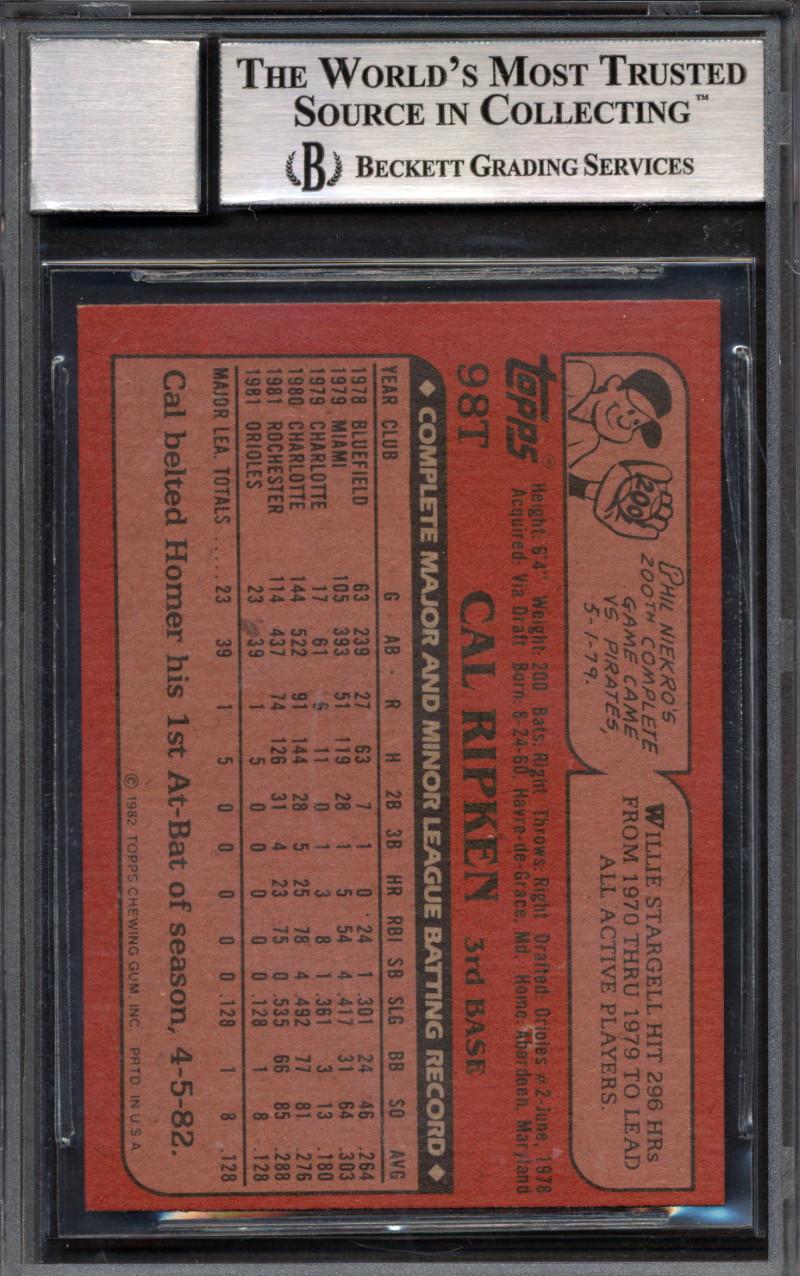 THE WORLD'S MOST TRUSTED
SOURCE IN COLLECTING™
B BECKETT GRADING SERVICES
200
PHIL NIEKRO'S
200TH COMPLETE
GAME CAME
VS. PIRATES,
5-1-79.
WILLIE STARGELL HIT 296 HRs
FROM 1970 THRU 1979 TO LEAD
ALL ACTIVE PLAYERS.
topps®
Height: 6'4" Weight: 200 Bats: Right Throws: Right Drafted: Orioles #2-June, 1978
Acquired: Via Draft Born: 8-24-60, Havre-de-Grace, Md. Home: Aberdeen, Maryland
98T CAL RIPKEN 3rd BASE
◆ COMPLETE MAJOR AND MINOR LEAGUE BATTING RECORD ◆
YEAR CLUB G AB R H 2B 3B HR RBI SB SLG BB SO AVG
1978 BLUEFIELD 63 239 27 63 7 1 0 24 1 .301 24 46 .264
1979 MIAMI 105 393 51 119 28 1 5 54 4 .417 31 64 .303
1979 CHARLOTTE 17 61 6 11 0 1 3 8 1 .361 3 13 .180
1980 CHARLOTTE 144 522 91 144 28 5 25 78 4 .492 77 81 .276
1981 ROCHESTER 114 437 74 126 31 4 23 75 0 .535 66 85 .288
1981 ORIOLES 23 39 1 5 0 0 0 0 0 .128 1 8 .128
MAJOR LEA. TOTALS ..... 23 39 1 5 0 0 0 0 0 .128 1 8 .128
Cal belted Homer his 1st At-Bat of season, 4-5-82.
© 1982 TOPPS CHEWING GUM, INC. PRTD. IN U.S.A.